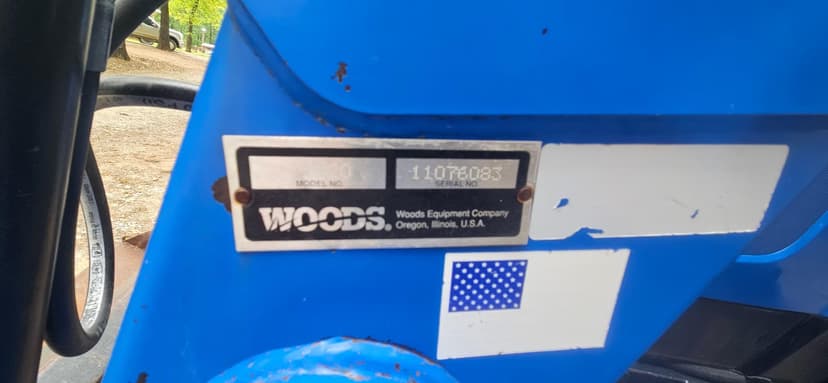 11076083
MODEL NO. SERIAL NO.
WOODS. Woods Equipment Company
Oregon, Illinois, U.S.A.